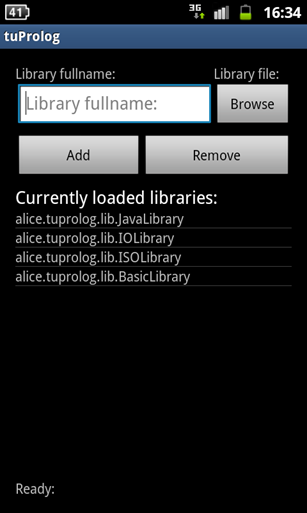 41 3G 16:34
tuProlog
Library fullname: Library file:
Library fullname: Browse
Add Remove
Currently loaded libraries:
alice.tuprolog.lib.JavaLibrary
alice.tuprolog.lib.IOLibrary
alice.tuprolog.lib.ISOLibrary
alice.tuprolog.lib.BasicLibrary
Ready: